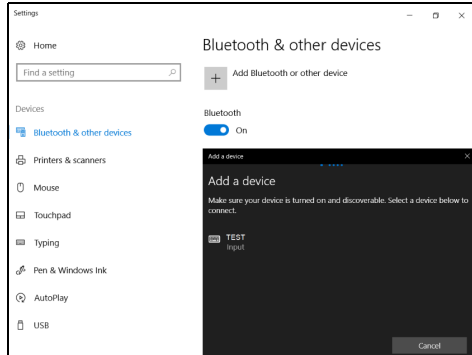 Settings
Home
Find a setting
Devices
Bluetooth & other devices
Printers & scanners
Mouse
Touchpad
Typing
Pen & Windows Ink
AutoPlay
USB
Bluetooth & other devices
Add Bluetooth or other device
Bluetooth
On
Add a device
Add a device
Make sure your device is turned on and discoverable. Select a device below to
connect.
TEST
Input
Cancel